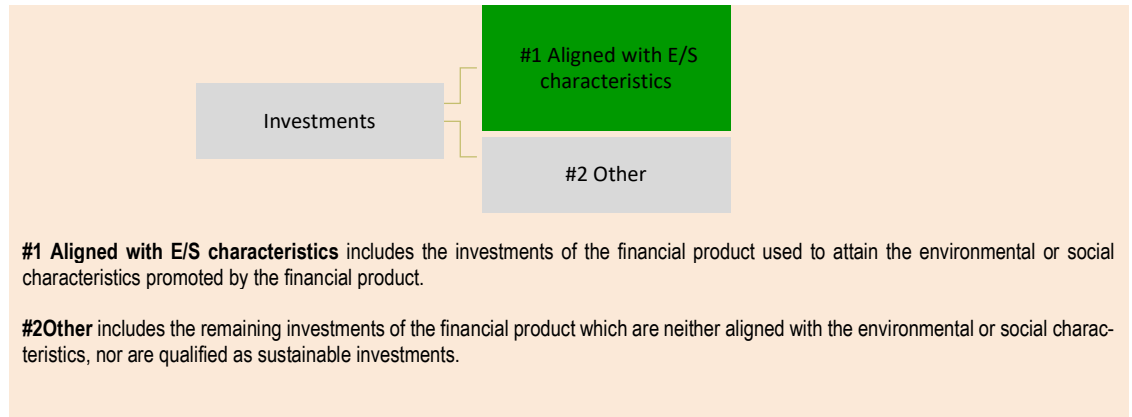 #1 Aligned with E/S
characteristics
Investments
#2 Other
#1 Aligned with E/S characteristics includes the investments of the financial product used to attain the environmental or social
characteristics promoted by the financial product.
#2Other includes the remaining investments of the financial product which are neither aligned with the environmental or social charac-
teristics, nor are qualified as sustainable investments.